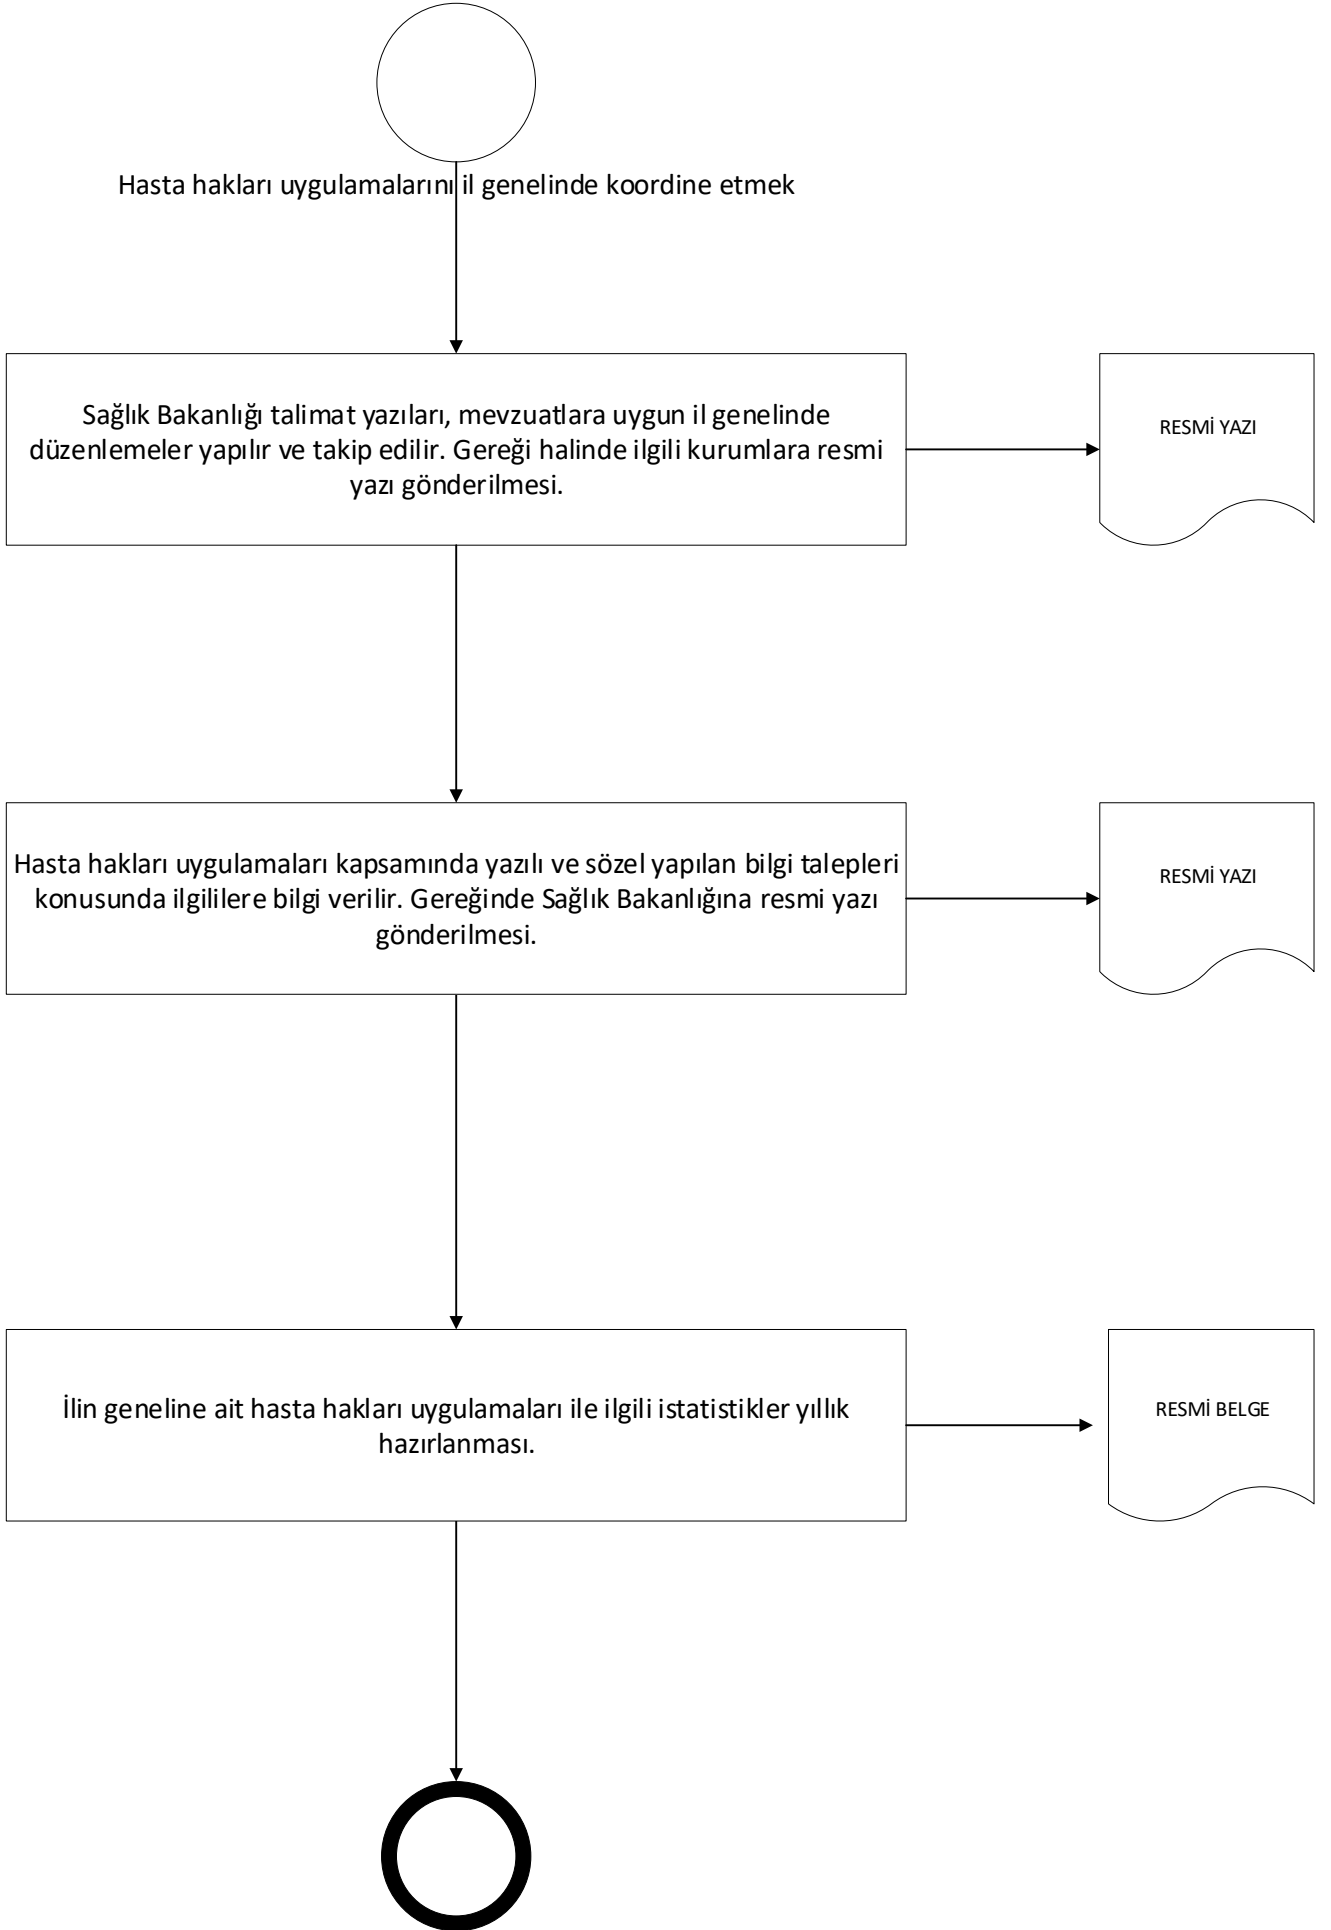 Hasta hakları uygulamalarını il genelinde koordine etmek
Sağlık Bakanlığı talimat yazıları, mevzuatlara uygun il genelinde
düzenlemeler yapılır ve takip edilir. Gereği halinde ilgili kurumlara resmi
yazı gönderilmesi.
RESMİ YAZI
Hasta hakları uygulamaları kapsamında yazılı ve sözel yapılan bilgi talepleri
konusunda ilgililere bilgi verilir. Gereğinde Sağlık Bakanlığına resmi yazı
gönderilmesi.
RESMİ YAZI
İlin geneline ait hasta hakları uygulamaları ile ilgili istatistikler yıllık
hazırlanması.
RESMİ BELGE